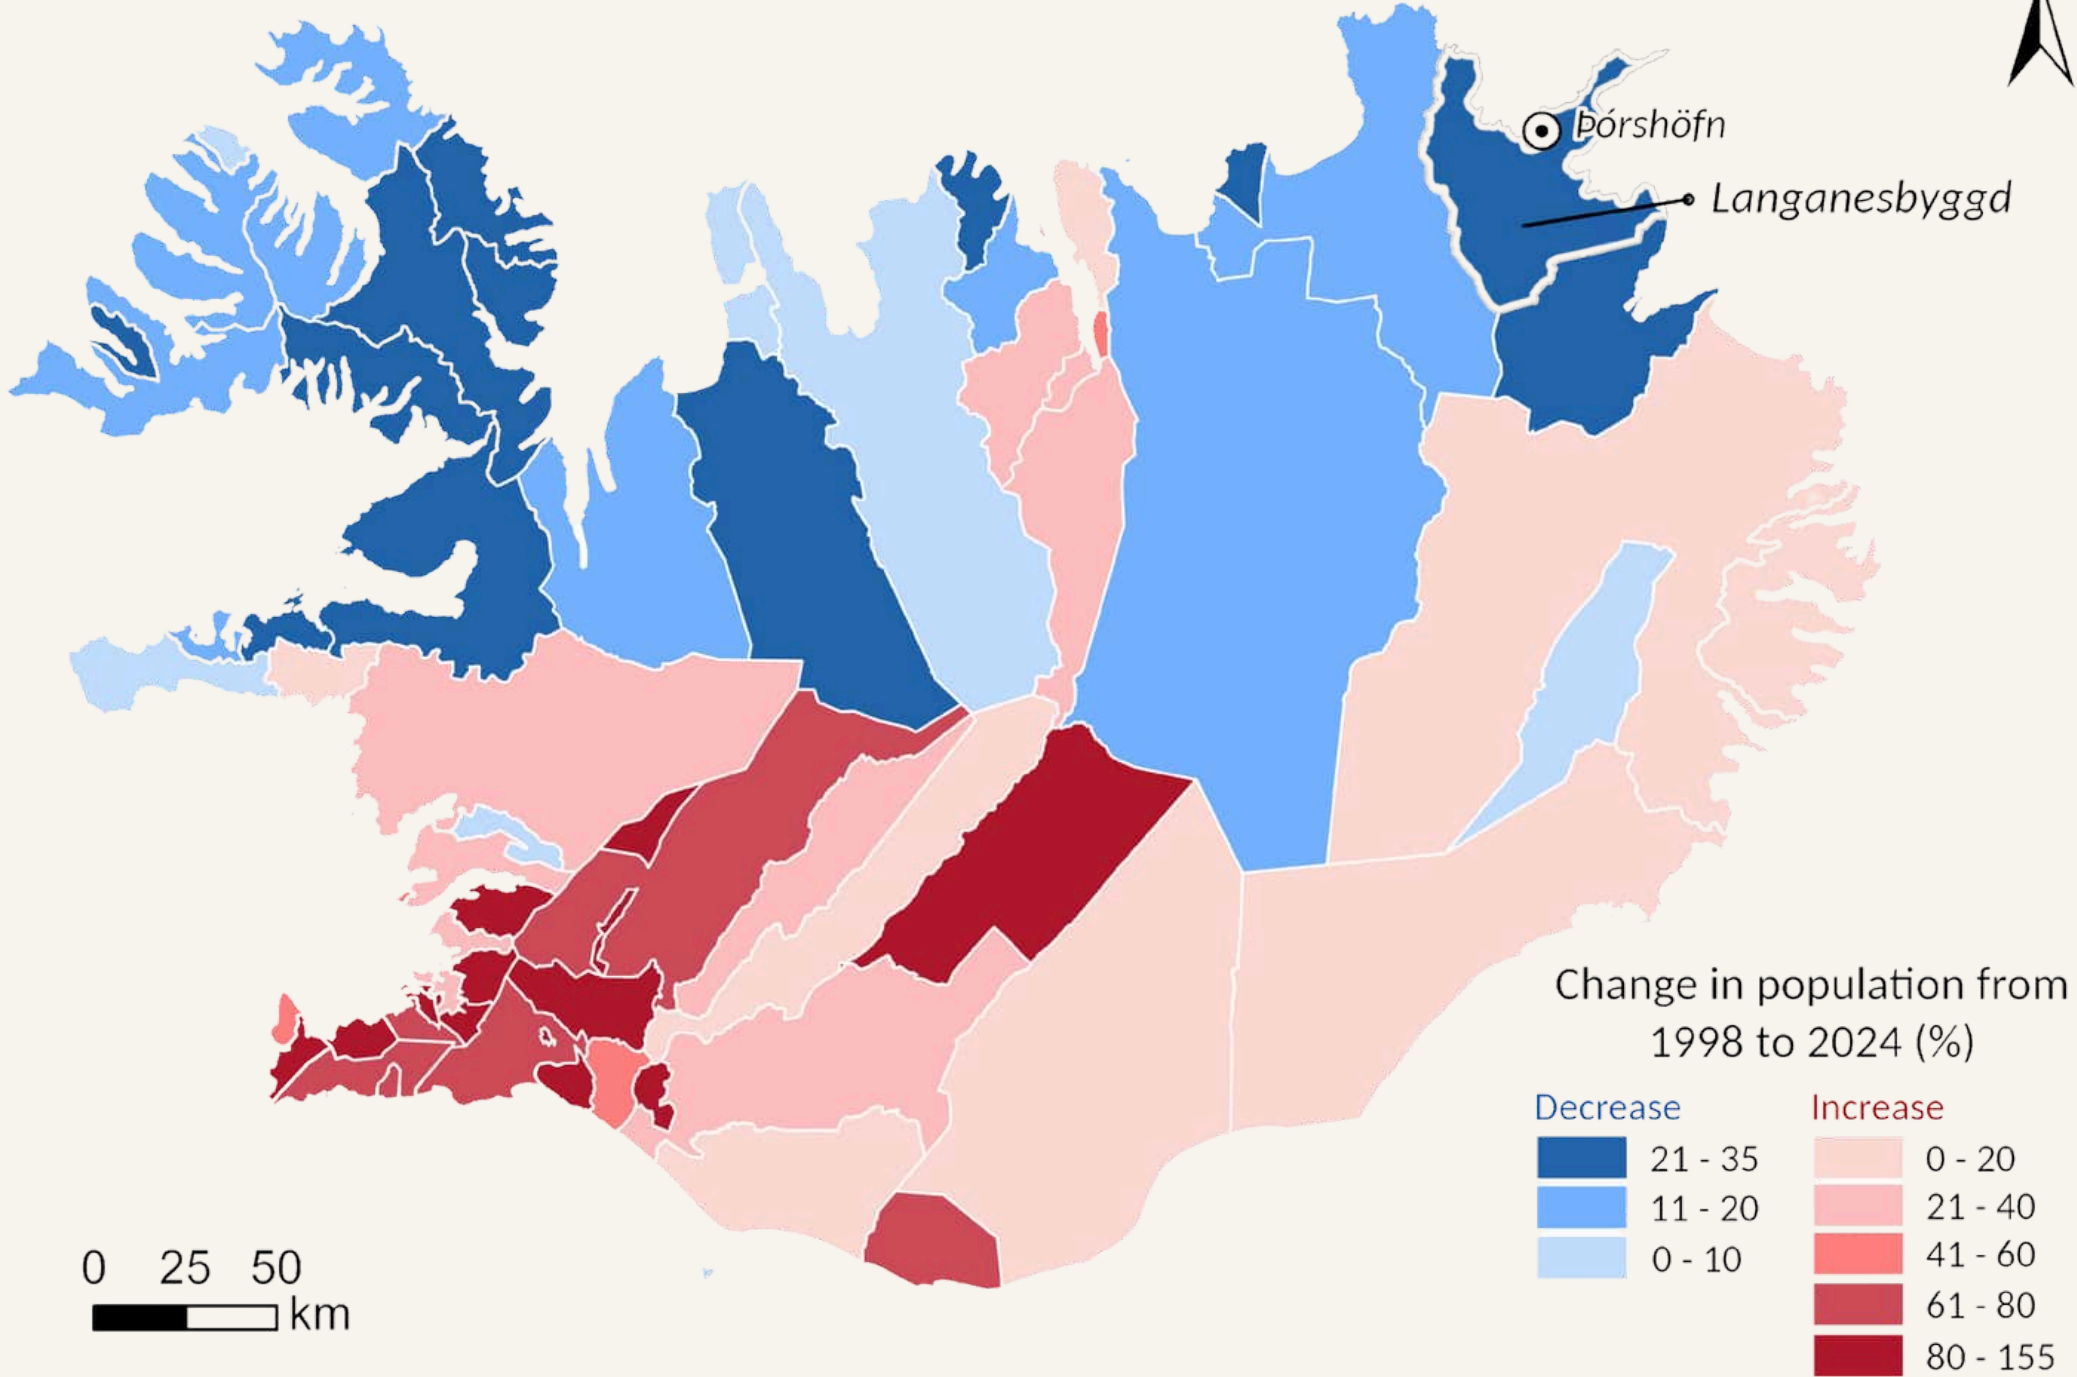 Þórshöfn
Langanesbyggd
Change in population from
1998 to 2024 (%)
Decrease
21 - 35
11 - 20
0 - 10
Increase
0 - 20
21 - 40
41 - 60
61 - 80
80 - 155
0 25 50
km